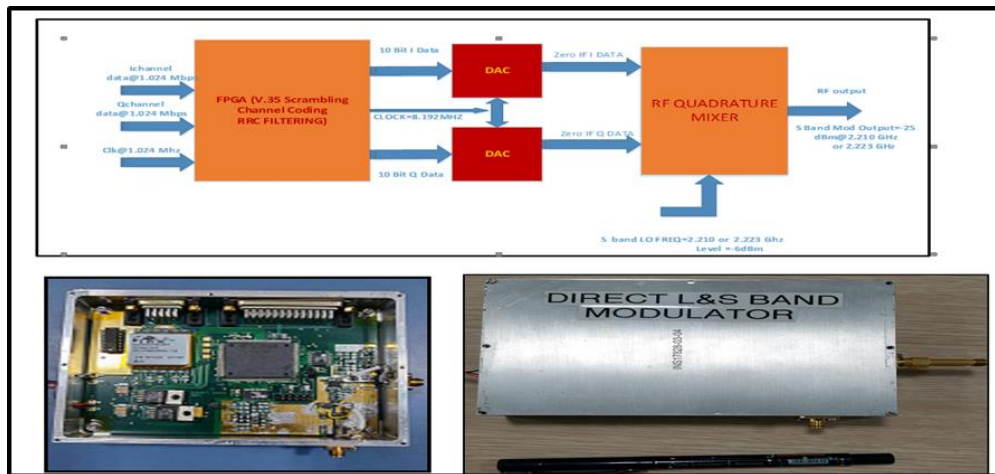 Ichannel
data@1.024 Mbps
Qchannel
data@1.024 Mbps
Clk@1.024 Mhz
FPGA (V.35 Scrambling
Channel Coding
RRC FILTERING)
10 Bit I Data
CLOCK=8.192MHZ
10 Bit Q Data
DAC
DAC
Zero IF I DATA
Zero IF Q DATA
RF QUADRATURE
MIXER
RF output
S Band Mod Output=-25
dBm@2.210 GHz
or 2.223 Ghz
S band LO FREQ=2.210 or 2.223 Ghz
Level =-6dBm
DIRECT L&S BAND
MODULATOR